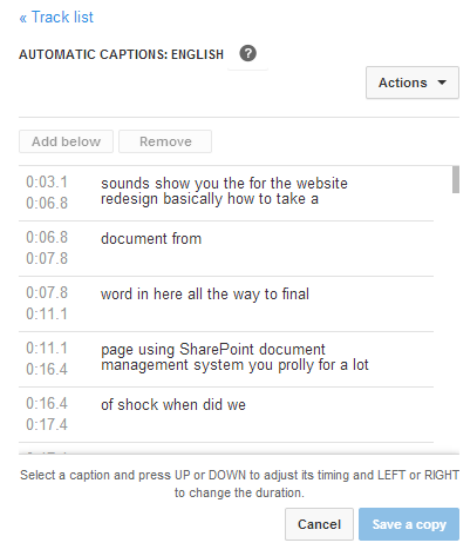 « Track list
AUTOMATIC CAPTIONS: ENGLISH ?
Actions
Add below Remove
0:03.1 sounds show you the for the website
0:06.8 redesign basically how to take a
0:06.8 document from
0:07.8
0:07.8 word in here all the way to final
0:11.1
0:11.1 page using SharePoint document
0:16.4 management system you prolly for a lot
0:16.4 of shock when did we
0:17.4
Select a caption and press UP or DOWN to adjust its timing and LEFT or RIGHT
to change the duration.
Cancel Save a copy